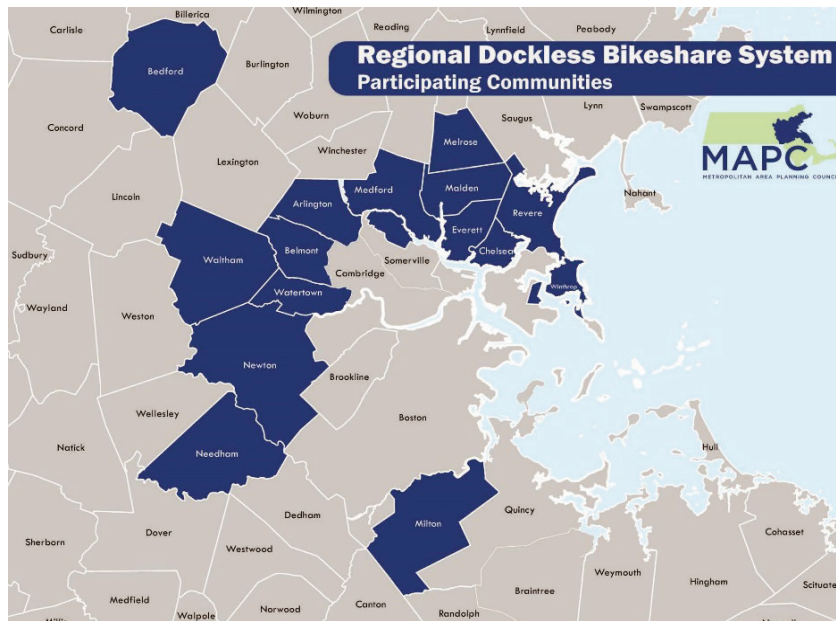 Regional Dockless Bikeshare System
Participating Communities
MAPC
METROPOLITAN AREA PLANNING COUNC
Carlisle
Billerica
Wilmington
Reading
Lynnfield
Peabody
Bedford
Burlington
Woburn
Saugus
Lynn
Swampscott
Concord
Lexington
Winchester
Melrose
Nahant
Lincoln
Arlington
Medford
Malden
Revere
Everett
Chelsea
Sudbury
Waltham
Belmont
Cambridge
Somerville
Winthrop
Wayland
Weston
Watertown
Newton
Brookline
Boston
Wellesley
Natick
Needham
Hull
Milton
Quincy
Dedham
Dover
Westwood
Sherborn
Cohasset
Weymouth
Hingham
Scituate
Braintree
Medfield
Walpole
Norwood
Canton
Randolph